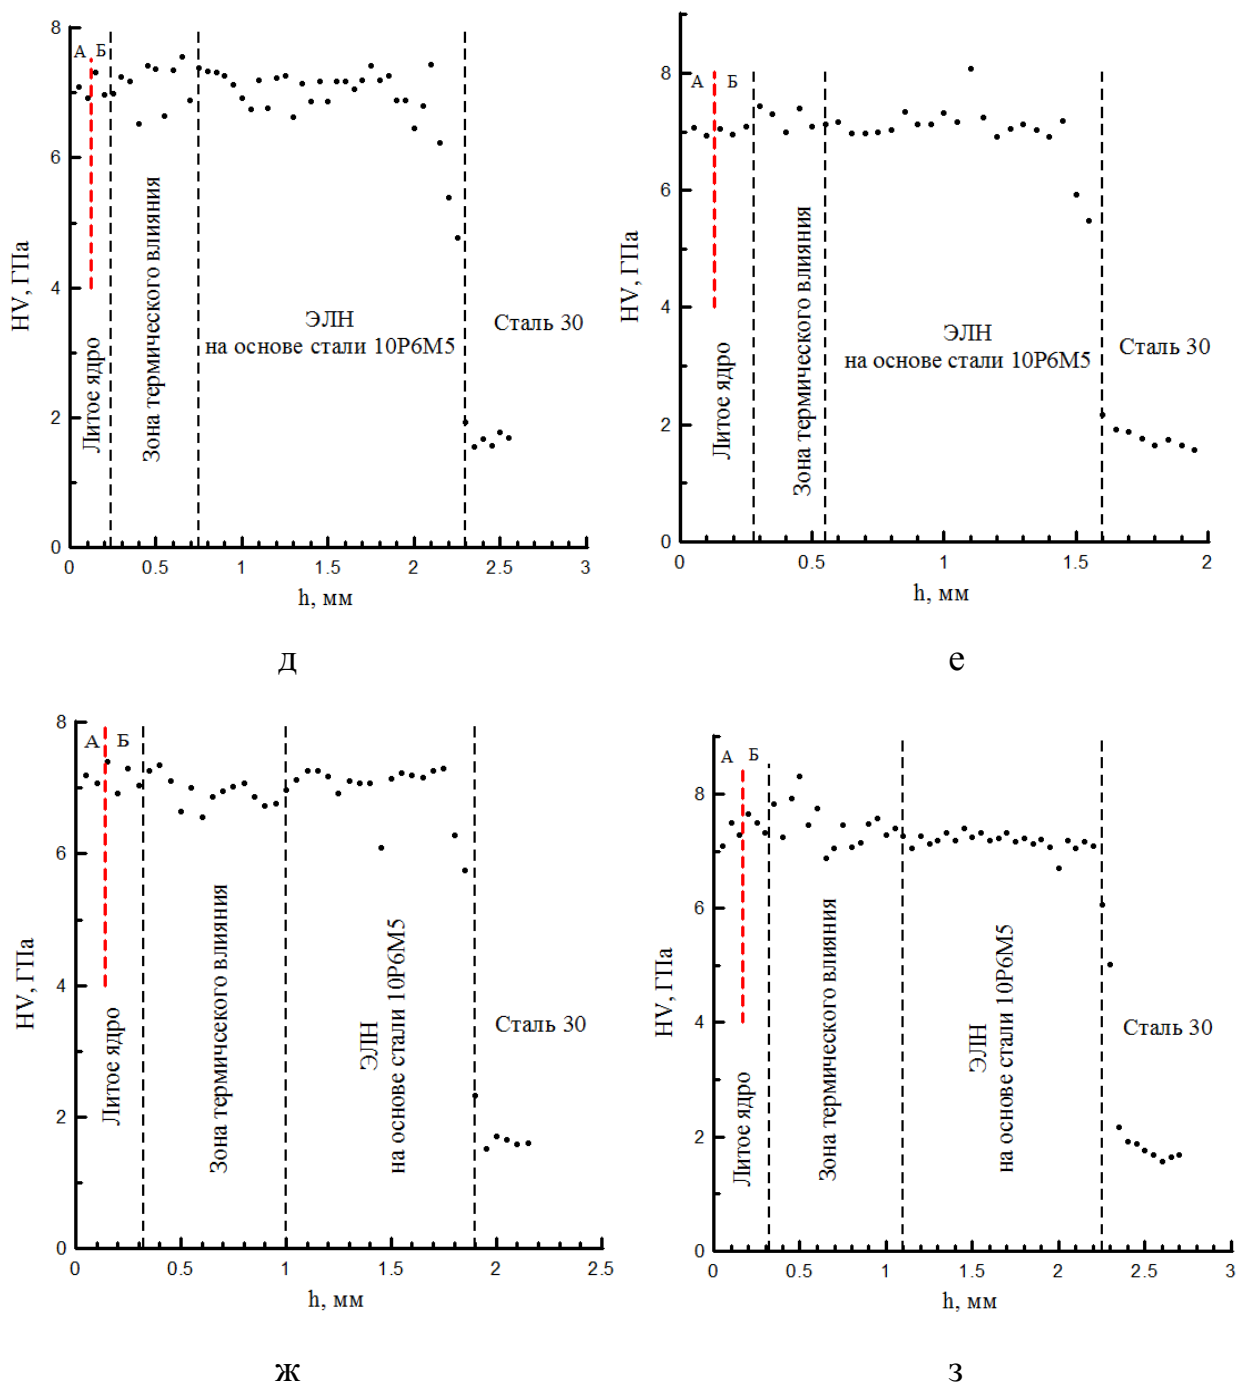 8
6
4
2
0
А
Б
HV, ГПа
Литое ядро
Зона термического влияния
ЭЛН
на основе стали 10Р6М5
Сталь 30
0
0.5
1
1.5
2
2.5
3
h, мм
д
8
6
4
2
0
А
Б
HV, ГПа
Литое ядро
Зона термического влияния
ЭЛН
на основе стали 10Р6М5
Сталь 30
0
0.5
1
1.5
2
h, мм
е
8
6
4
2
0
А
Б
HV, ГПа
Литое ядро
Зона термичсекого влияния
ЭЛН
на основе стали 10Р6М5
Сталь 30
0
0.5
1
1.5
2
2.5
h, мм
ж
8
6
4
2
0
А
Б
HV, ГПа
Литое ядро
Зона термического влияния
ЭЛН
на основе стали 10Р6М5
Сталь 30
0
0.5
1
1.5
2
2.5
3
h, мм
з